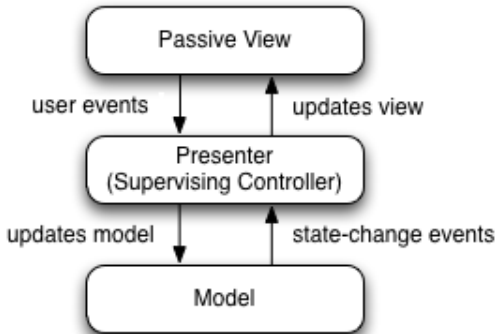 Passive View
user events
updates view
Presenter
(Supervising Controller)
updates model
state-change events
Model